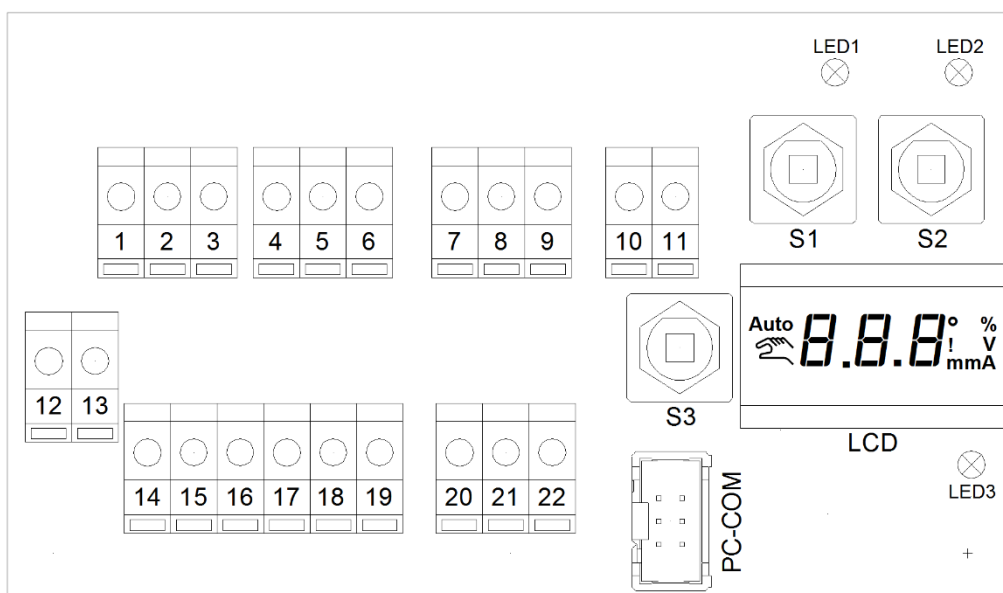 LED1 LED2
1 2 3 4 5 6 7 8 9 10 11
S1 S2
Auto 8.8.8 ° %
! V
mmA
12 13
S3
LCD
14 15 16 17 18 19 20 21 22
LED3
PC-COM